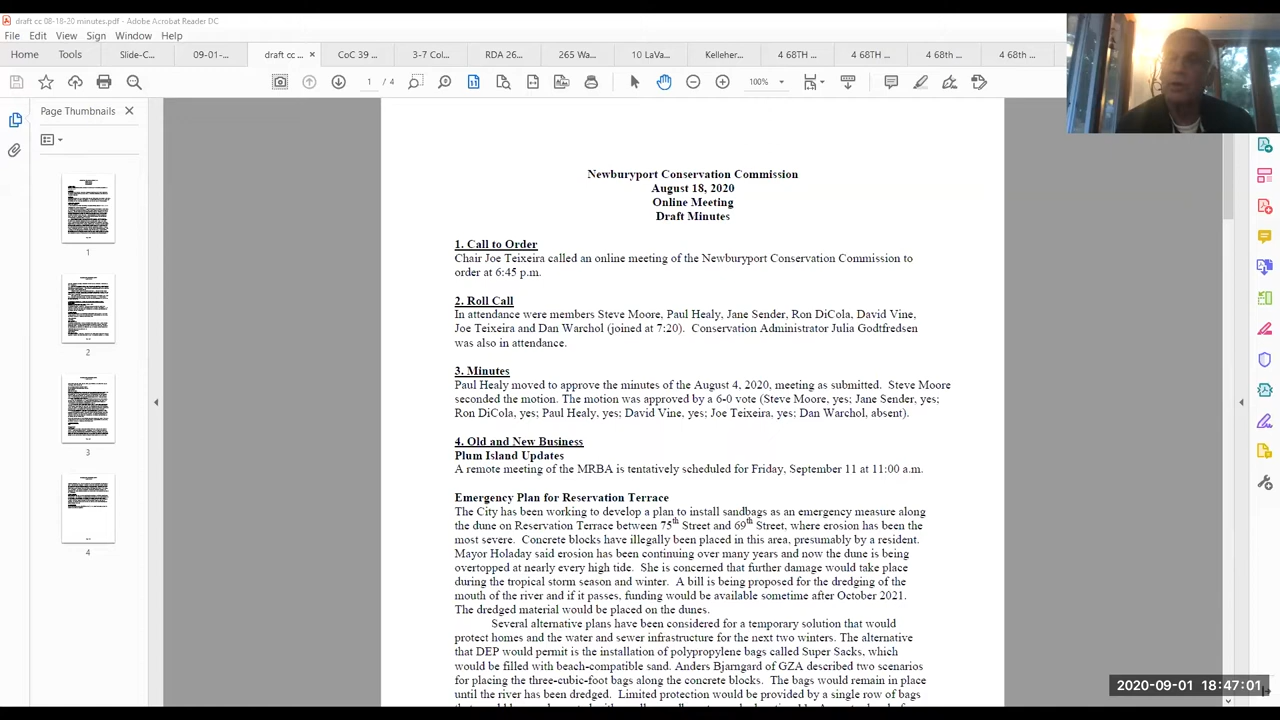 draft cc 08-18-20 minutes.pdf - Adobe Acrobat Reader DC
File Edit View Sign Window Help
Home Tools Slide-C... 09-01-... draft cc ... × CoC 39 ... 3-7 Col... RDA 26... 265 Wa... 10 LaVa... Kelleher... 4 68TH ... 4 68TH ... 4 68th ... 4 68th ...
1 / 4 100%
Page Thumbnails
1
2
3
4
Newburyport Conservation Commission
August 18, 2020
Online Meeting
Draft Minutes
1. Call to Order
Chair Joe Teixeira called an online meeting of the Newburyport Conservation Commission to
order at 6:45 p.m.
2. Roll Call
In attendance were members Steve Moore, Paul Healy, Jane Sender, Ron DiCola, David Vine,
Joe Teixeira and Dan Warchol (joined at 7:20). Conservation Administrator Julia Godtfredsen
was also in attendance.
3. Minutes
Paul Healy moved to approve the minutes of the August 4, 2020, meeting as submitted. Steve Moore
seconded the motion. The motion was approved by a 6-0 vote (Steve Moore, yes; Jane Sender, yes;
Ron DiCola, yes; Paul Healy, yes; David Vine, yes; Joe Teixeira, yes; Dan Warchol, absent).
4. Old and New Business
Plum Island Updates
A remote meeting of the MRBA is tentatively scheduled for Friday, September 11 at 11:00 a.m.
Emergency Plan for Reservation Terrace
The City has been working to develop a plan to install sandbags as an emergency measure along
the dune on Reservation Terrace between 75th Street and 69th Street, where erosion has been the
most severe. Concrete blocks have illegally been placed in this area, presumably by a resident.
Mayor Holaday said erosion has been continuing over many years and now the dune is being
overtopped at nearly every high tide. She is concerned that further damage would take place
during the tropical storm season and winter. A bill is being proposed for the dredging of the
mouth of the river and if it passes, funding would be available sometime after October 2021.
The dredged material would be placed on the dunes.
Several alternative plans have been considered for a temporary solution that would
protect homes and the water and sewer infrastructure for the next two winters. The alternative
that DEP would permit is the installation of polypropylene bags called Super Sacks, which
would be filled with beach-compatible sand. Anders Bjarngard of GZA described two scenarios
for placing the three-cubic-foot bags along the concrete blocks. The bags would remain in place
until the river has been dredged. Limited protection would be provided by a single row of bags
2020-09-01 18:47:01